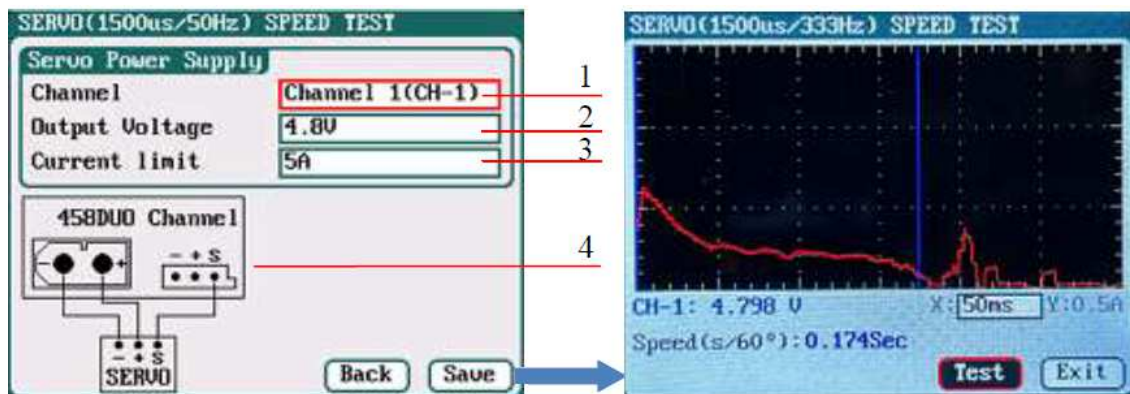 SERVO(1500us/50Hz) SPEED TEST
Servo Power Supply
Channel
Channel 1(CH-1)
1
Output Voltage
4.8V
2
Current limit
5A
3
458DUO Channel
- + S
- +
4
- + S
SERVO
Back
Save
SERVO(1500us/333Hz) SPEED TEST
CH-1: 4.798 V
X: 50ms
Y:0.5A
Speed(s/60°):0.174Sec
Test
Exit